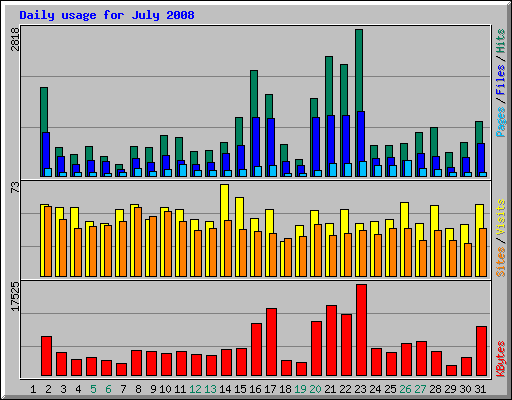 Daily usage for July 2008
2818
Pages / Files / Hits
73
Sites / Visits
17525
KBytes
1 2 3 4 5 6 7 8 9 10 11 12 13 14 15 16 17 18 19 20 21 22 23 24 25 26 27 28 29 30 31